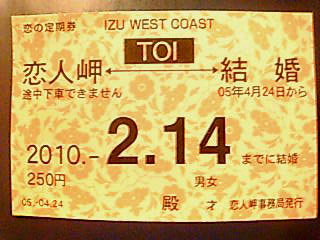 恋の定期券 IZU WEST COAST
TOI
恋人岬 ←→ 結婚
途中下車できません 05年4月24日から
2010.-2.14 までに結婚
250円 男女
05.-04.24 殿 才 恋人岬事務局発行